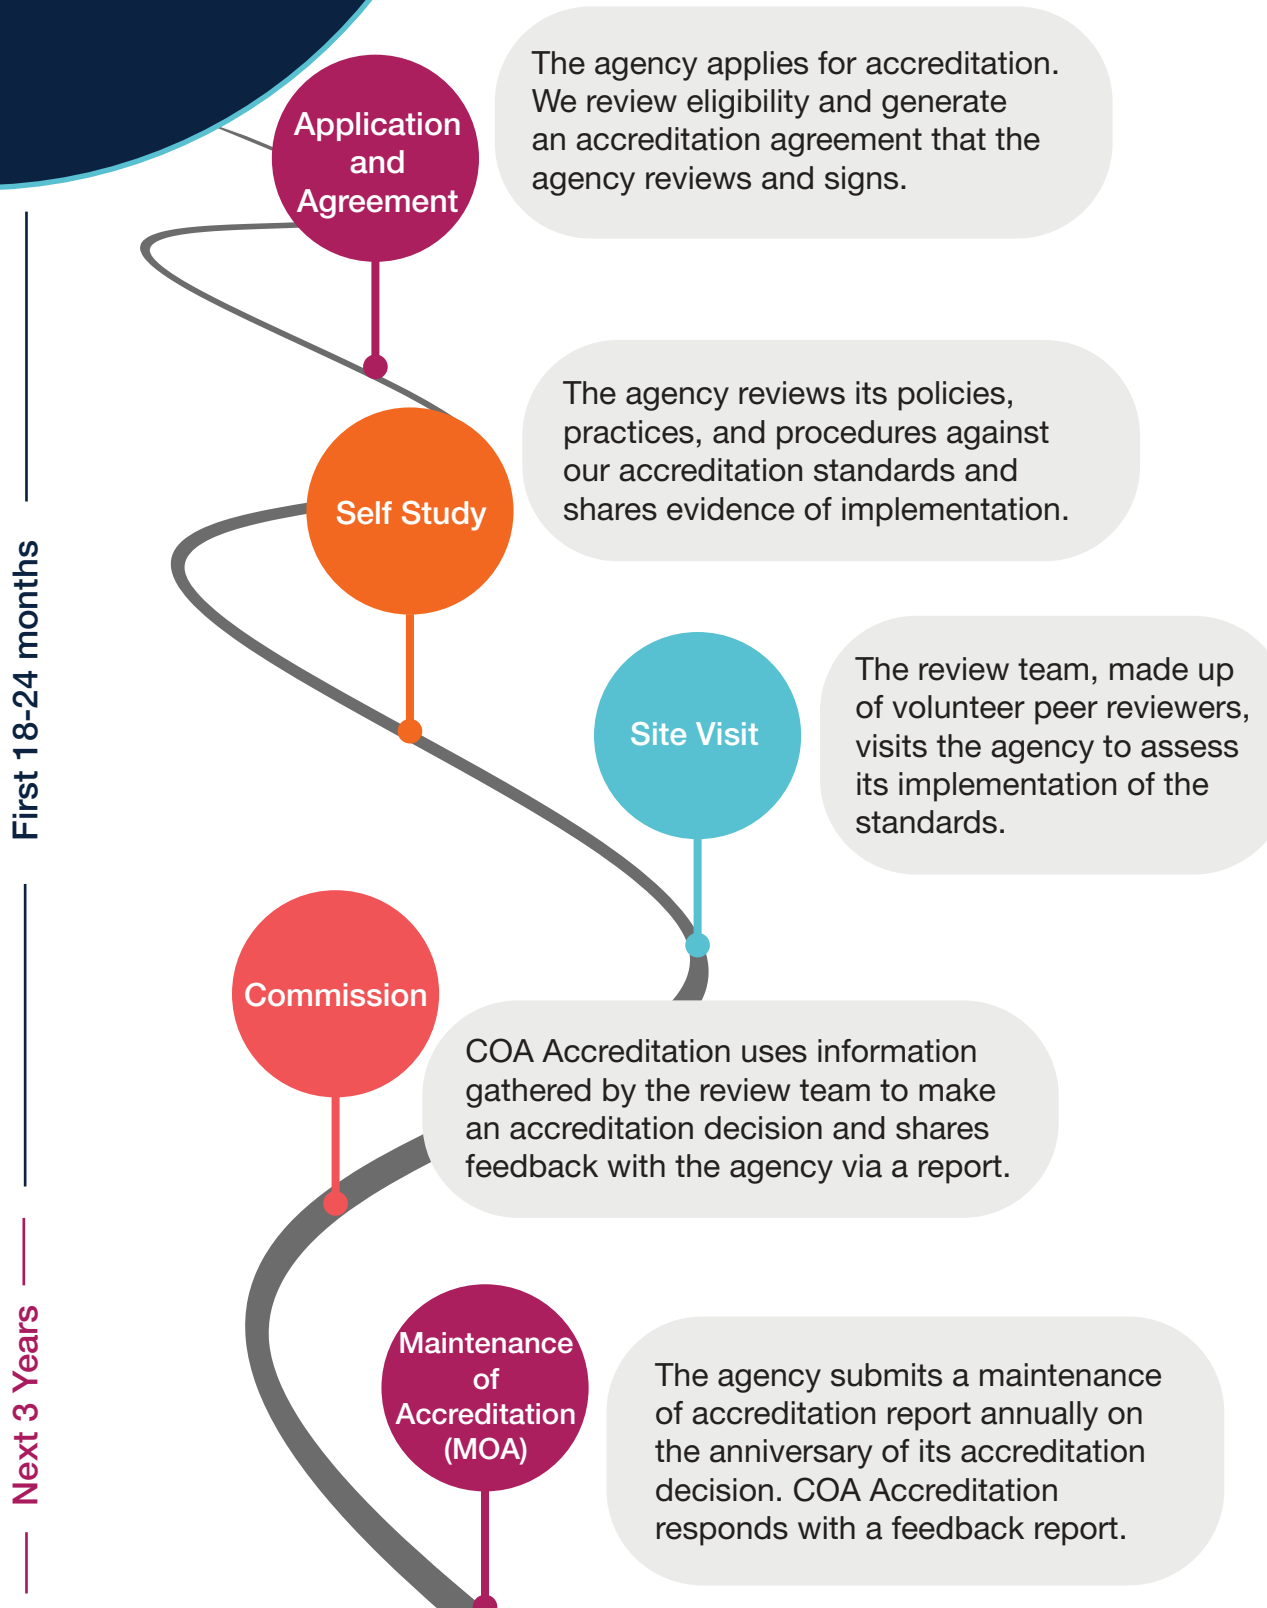 Application
and
Agreement
The agency applies for accreditation.
We review eligibility and generate
an accreditation agreement that the
agency reviews and signs.
Self Study
The agency reviews its policies,
practices, and procedures against
our accreditation standards and
shares evidence of implementation.
First 18-24 months
Site Visit
The review team, made up
of volunteer peer reviewers,
visits the agency to assess
its implementation of the
standards.
Commission
COA Accreditation uses information
gathered by the review team to make
an accreditation decision and shares
feedback with the agency via a report.
Next 3 Years
Maintenance
of
Accreditation
(MOA)
The agency submits a maintenance
of accreditation report annually on
the anniversary of its accreditation
decision. COA Accreditation
responds with a feedback report.